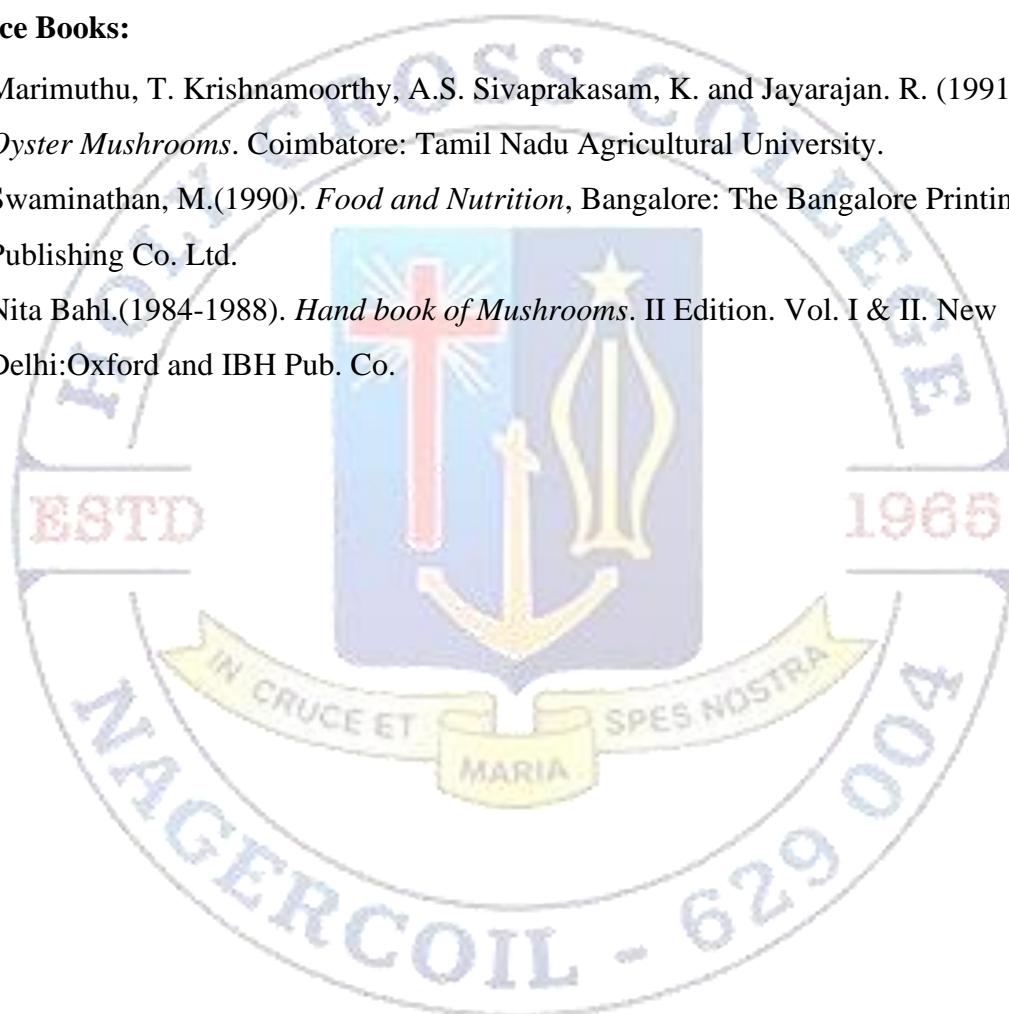 ce Books:
Marimuthu, T. Krishnamoorthy, A.S. Sivaprakasam, K. and Jayarajan. R. (1991
Oyster Mushrooms. Coimbatore: Tamil Nadu Agricultural University.
Swaminathan, M.(1990). Food and Nutrition, Bangalore: The Bangalore Printin
Publishing Co. Ltd.
Nita Bahl.(1984-1988). Hand book of Mushrooms. II Edition. Vol. I & II. New
Delhi:Oxford and IBH Pub. Co.
HOLY CROSS COLLEGE
ESTD 1965
IN CRUCE ET MARIA SPES NOSTRA
NAGERCOIL - 629 004